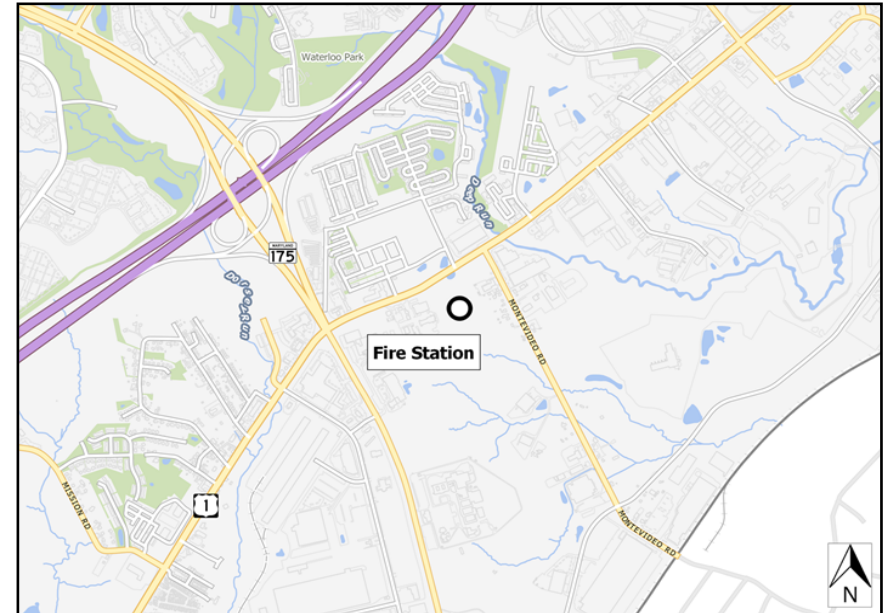 Waterloo Park
Deep Run
MARYLAND
175
Dorsey Run
Fire Station
MONTEVIDEO RD
1
MISSION RD
MONTEVIDEO RD
N